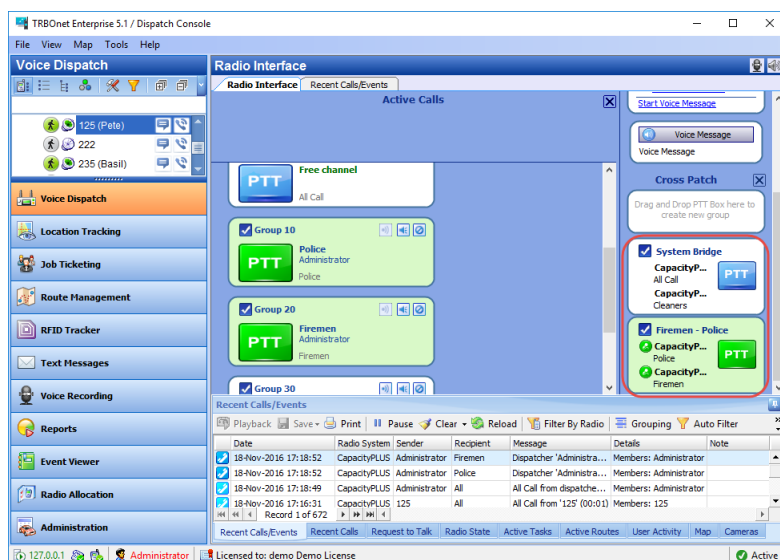 TRBOnet Enterprise 5.1 / Dispatch Console
File View Map Tools Help
Voice Dispatch
125 (Pete)
222
235 (Basil)
Voice Dispatch
Location Tracking
Job Ticketing
Route Management
RFID Tracker
Text Messages
Voice Recording
Reports
Event Viewer
Radio Allocation
Administration
Radio Interface
Radio Interface Recent Calls/Events
Active Calls
PTT
Free channel
All Call
Group 10
PTT
Police
Administrator
Police
Group 20
PTT
Firemen
Administrator
Firemen
Group 30
Start Voice Message
Voice Message
Voice Message
Cross Patch
Drag and Drop PTT Box here to
create new group
System Bridge
CapacityP...
All Call
CapacityP...
Cleaners
PTT
Firemen - Police
CapacityP...
Police
CapacityP...
Firemen
PTT
Recent Calls/Events
Playback Save Print Pause Clear Reload Filter By Radio Grouping Auto Filter
Date Radio System Sender Recipient Message Details Note
18-Nov-2016 17:18:52 CapacityPLUS Administrator Firemen Dispatcher 'Administra... Members: Administrator
18-Nov-2016 17:18:52 CapacityPLUS Administrator Police Dispatcher 'Administra... Members: Administrator
18-Nov-2016 17:18:49 CapacityPLUS Administrator All All Call from dispatche... Members: Administrator
18-Nov-2016 17:16:31 CapacityPLUS 125 All All Call from '125' (00:01) Members: 125
Record 1 of 672
Recent Calls/Events Recent Calls Request to Talk Radio State Active Tasks Active Routes User Activity Map Cameras
127.0.0.1 Administrator Licensed to: demo Demo License Active